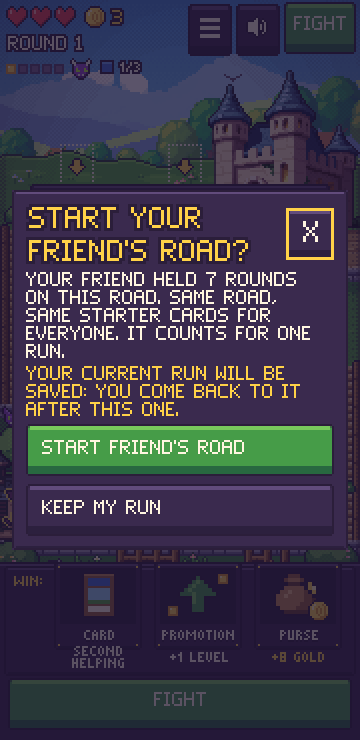 3
FIGHT
ROUND 1
1/3
START YOUR
FRIEND'S ROAD?
X
YOUR FRIEND HELD 7 ROUNDS
ON THIS ROAD. SAME ROAD,
SAME STARTER CARDS FOR
EVERYONE. IT COUNTS FOR ONE
RUN.
YOUR CURRENT RUN WILL BE
SAVED: YOU COME BACK TO IT
AFTER THIS ONE.
START FRIEND'S ROAD
KEEP MY RUN
WIN:
CARD
SECOND
HELPING
PROMOTION
+1 LEVEL
PURSE
+8 GOLD
FIGHT